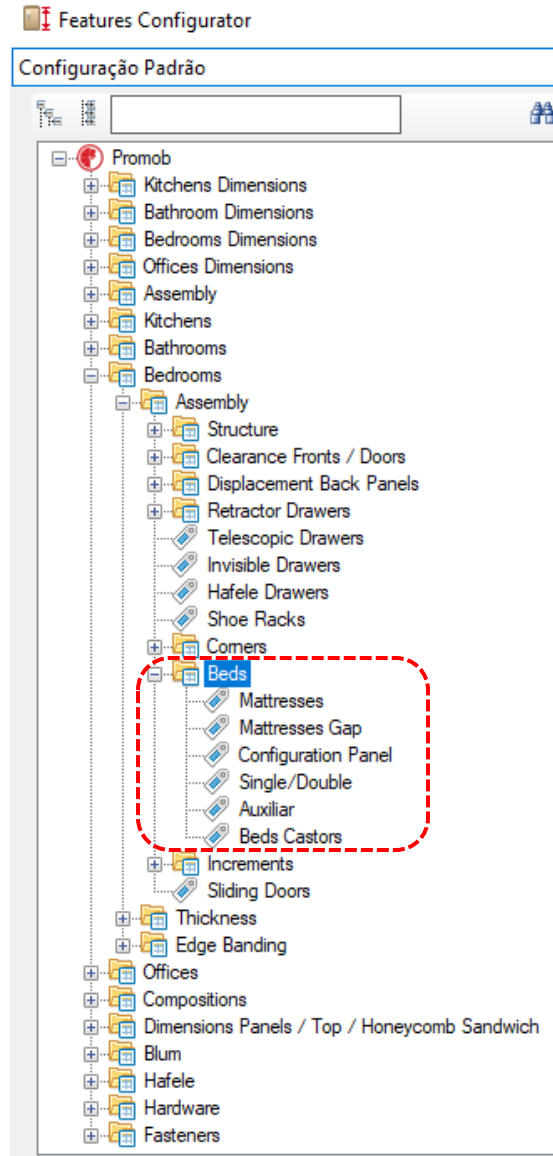 Features Configurator
Configuração Padrão
Promob
Kitchens Dimensions
Bathroom Dimensions
Bedrooms Dimensions
Offices Dimensions
Assembly
Kitchens
Bathrooms
Bedrooms
Assembly
Structure
Clearance Fronts / Doors
Displacement Back Panels
Retractor Drawers
Telescopic Drawers
Invisible Drawers
Hafele Drawers
Shoe Racks
Corners
Beds
Mattresses
Mattresses Gap
Configuration Panel
Single/Double
Auxiliar
Beds Castors
Increments
Sliding Doors
Thickness
Edge Banding
Offices
Compositions
Dimensions Panels / Top / Honeycomb Sandwich
Blum
Hafele
Hardware
Fasteners